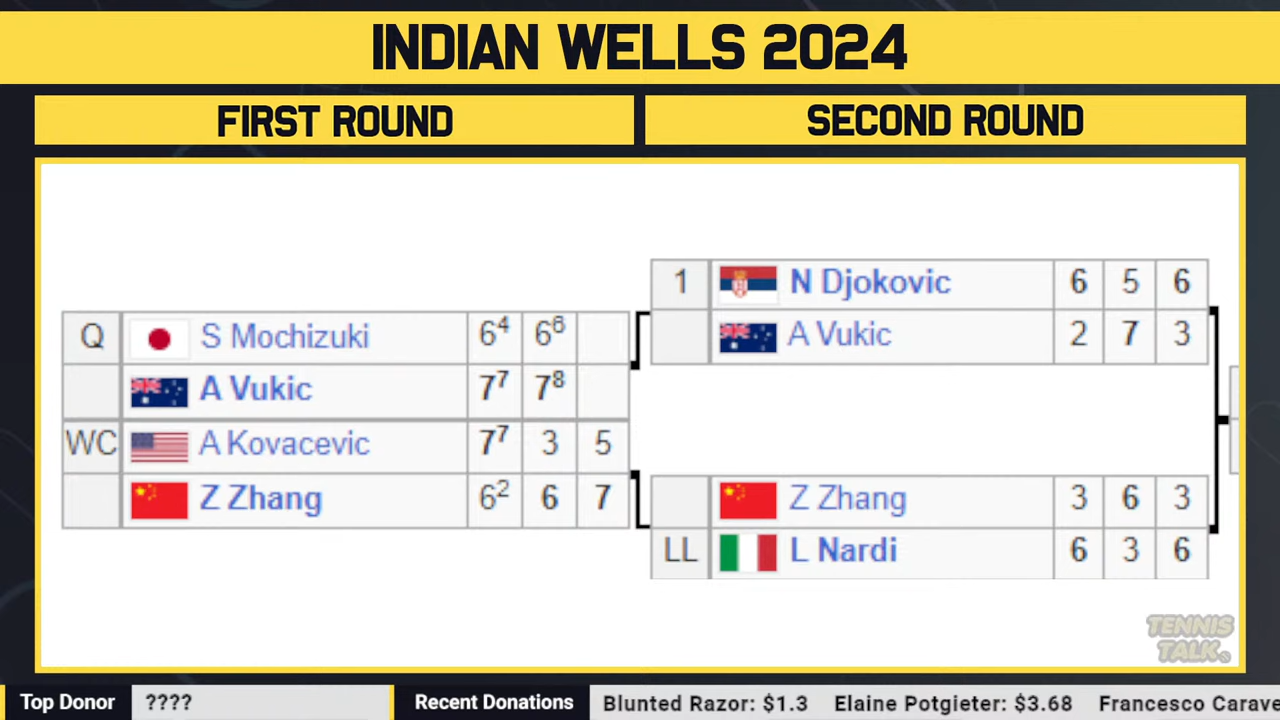 INDIAN WELLS 2024
FIRST ROUND
SECOND ROUND
1 N Djokovic 6 5 6
A Vukic 2 7 3
Q S Mochizuki 6⁴ 6⁶
A Vukic 7⁷ 7⁸
WC A Kovacevic 7⁷ 3 5
Z Zhang 6² 6 7
Z Zhang 3 6 3
LL L Nardi 6 3 6
TENNIS
TALK
Top Donor ???? Recent Donations Blunted Razor: $1.3 Elaine Potgieter: $3.68 Francesco Carave